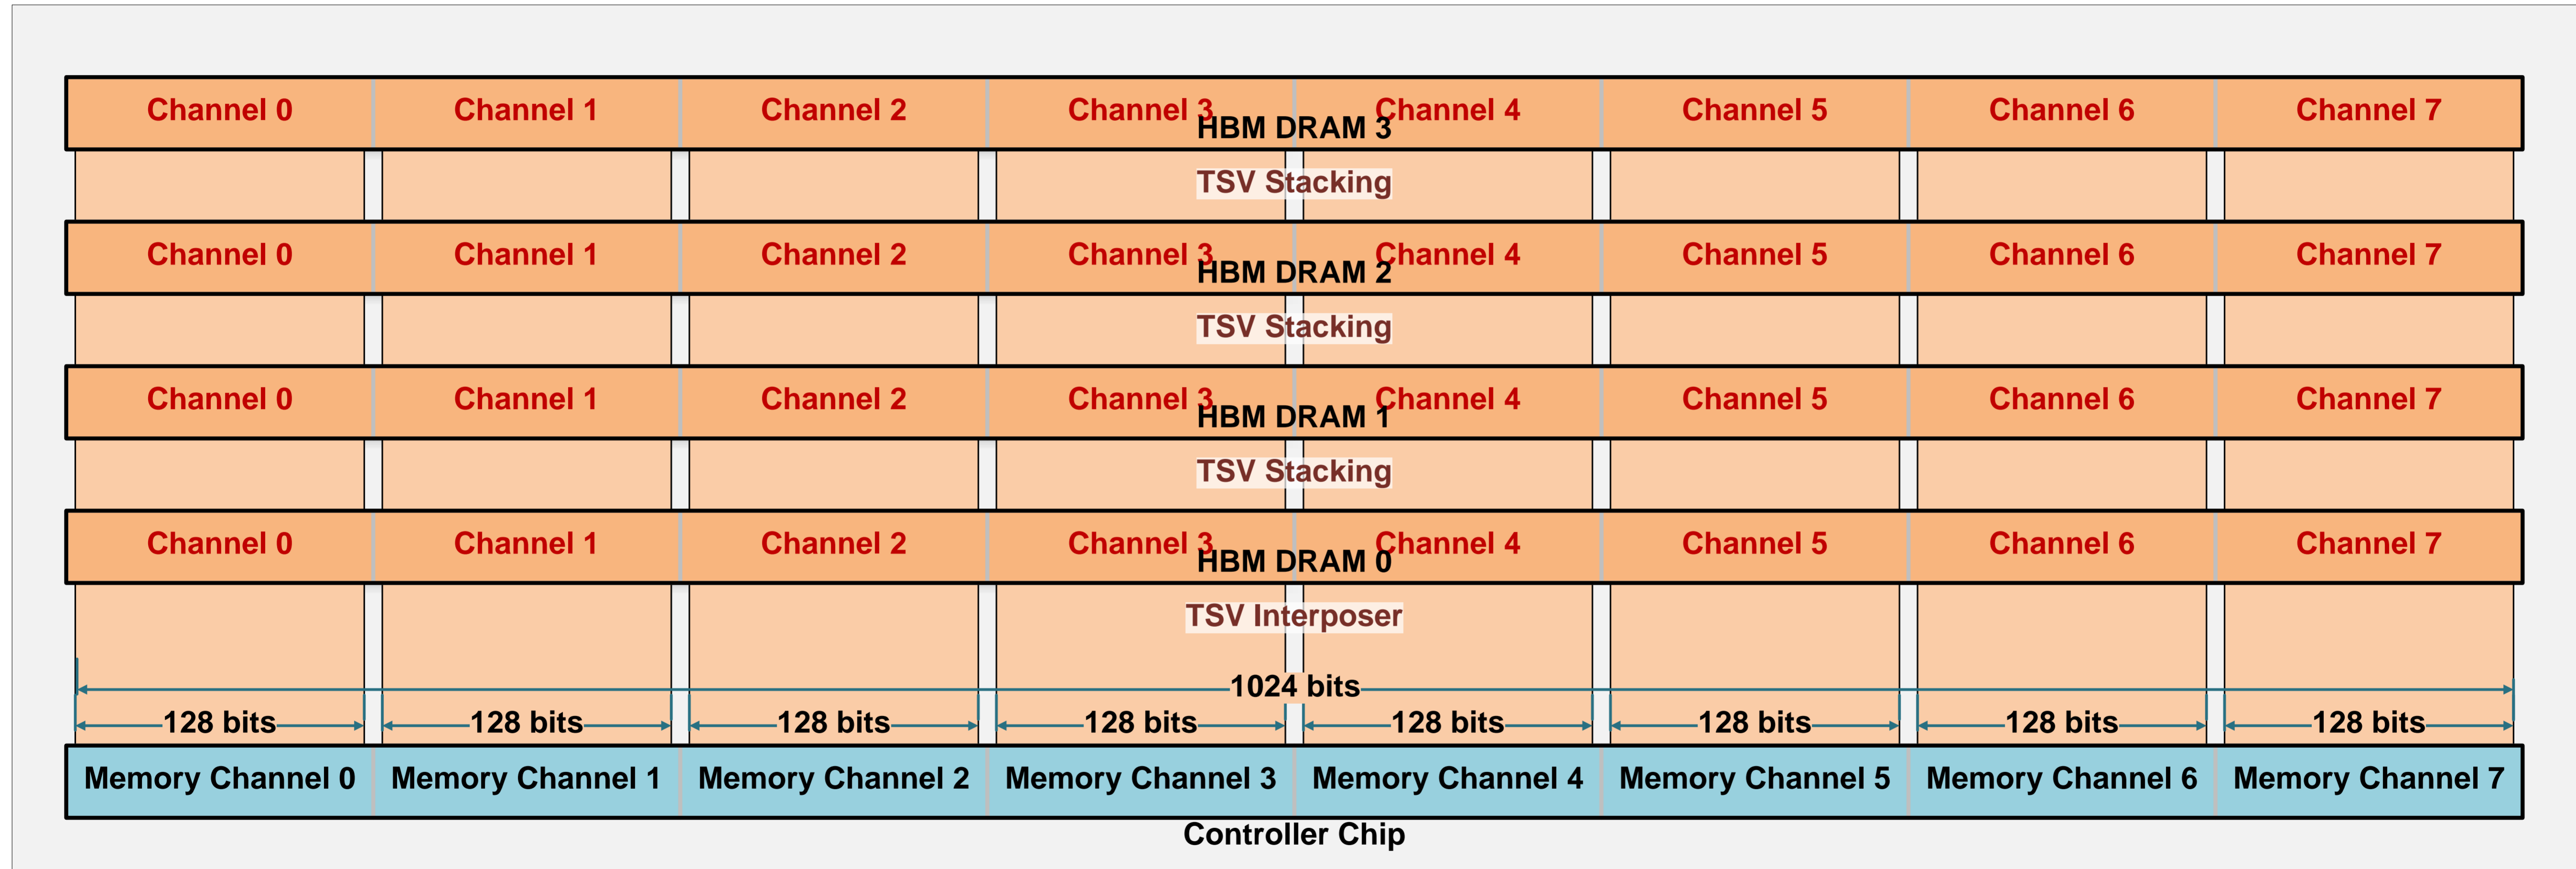 Channel 0 Channel 1 Channel 2 Channel 3 Channel 4 Channel 5 Channel 6 Channel 7
HBM DRAM 3
TSV Stacking
Channel 0 Channel 1 Channel 2 Channel 3 Channel 4 Channel 5 Channel 6 Channel 7
HBM DRAM 2
TSV Stacking
Channel 0 Channel 1 Channel 2 Channel 3 Channel 4 Channel 5 Channel 6 Channel 7
HBM DRAM 1
TSV Stacking
Channel 0 Channel 1 Channel 2 Channel 3 Channel 4 Channel 5 Channel 6 Channel 7
HBM DRAM 0
TSV Interposer
1024 bits
128 bits 128 bits 128 bits 128 bits 128 bits 128 bits 128 bits 128 bits
Memory Channel 0 Memory Channel 1 Memory Channel 2 Memory Channel 3 Memory Channel 4 Memory Channel 5 Memory Channel 6 Memory Channel 7
Controller Chip